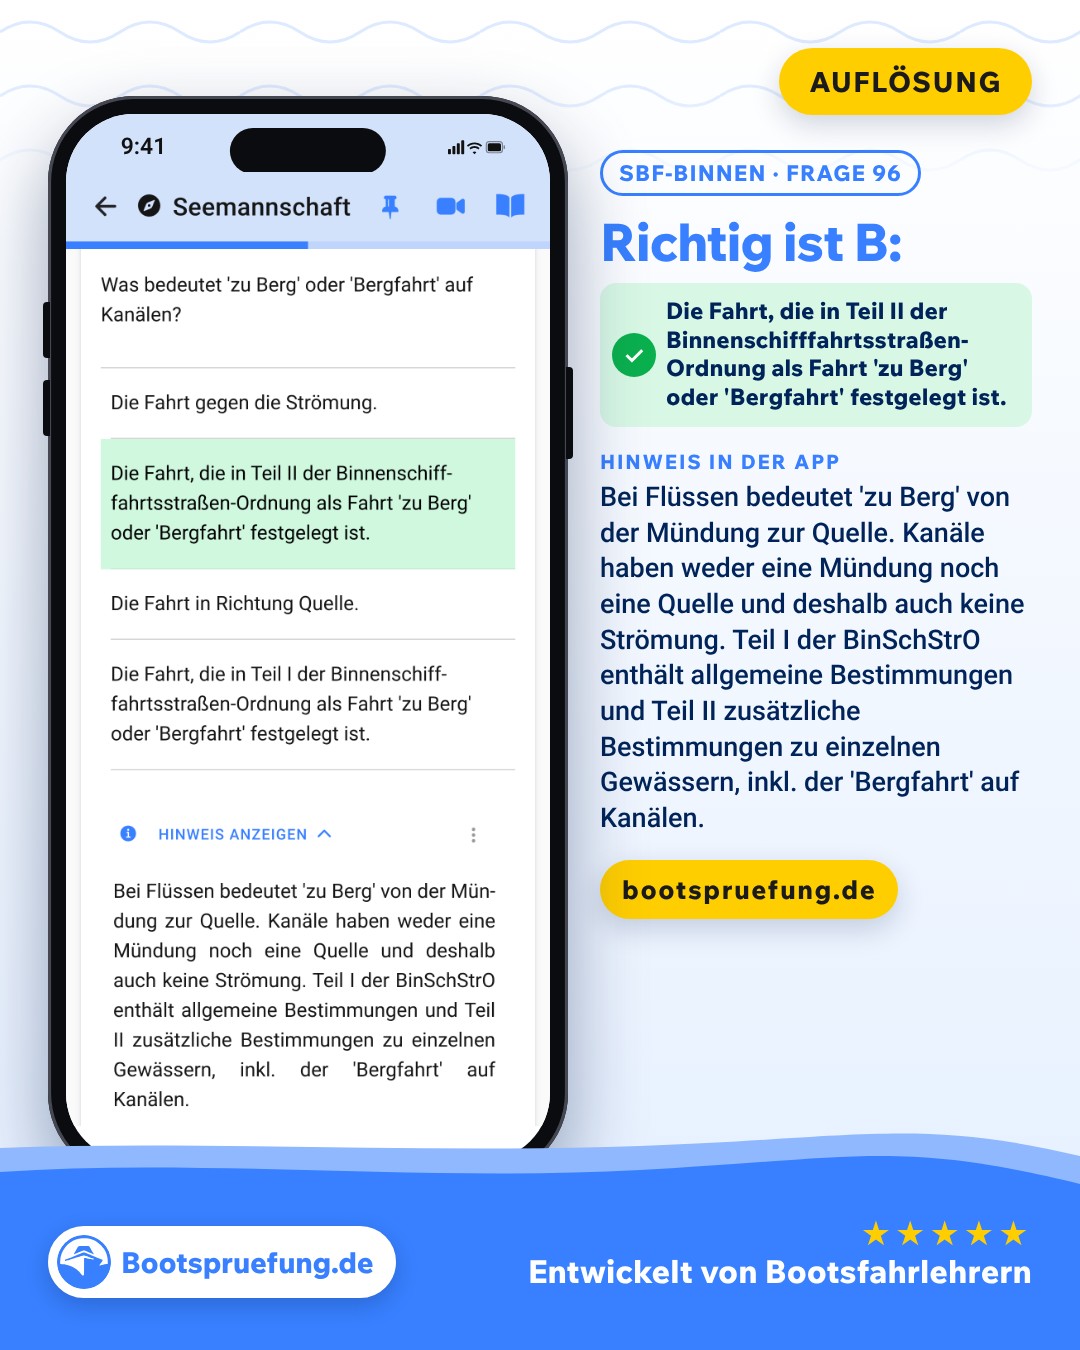 AUFLÖSUNG
9:41
Seemannschaft
Was bedeutet 'zu Berg' oder 'Bergfahrt' auf
Kanälen?
Die Fahrt gegen die Strömung.
Die Fahrt, die in Teil II der Binnenschiff-
fahrtsstraßen-Ordnung als Fahrt 'zu Berg'
oder 'Bergfahrt' festgelegt ist.
Die Fahrt in Richtung Quelle.
Die Fahrt, die in Teil I der Binnenschiff-
fahrtsstraßen-Ordnung als Fahrt 'zu Berg'
oder 'Bergfahrt' festgelegt ist.
HINWEIS ANZEIGEN
Bei Flüssen bedeutet 'zu Berg' von der Mün-
dung zur Quelle. Kanäle haben weder eine
Mündung noch eine Quelle und deshalb
auch keine Strömung. Teil I der BinSchStrO
enthält allgemeine Bestimmungen und Teil
II zusätzliche Bestimmungen zu einzelnen
Gewässern, inkl. der 'Bergfahrt' auf
Kanälen.
SBF-BINNEN · FRAGE 96
Richtig ist B:
Die Fahrt, die in Teil II der
Binnenschifffahrtsstraßen-
Ordnung als Fahrt 'zu Berg'
oder 'Bergfahrt' festgelegt ist.
HINWEIS IN DER APP
Bei Flüssen bedeutet 'zu Berg' von
der Mündung zur Quelle. Kanäle
haben weder eine Mündung noch
eine Quelle und deshalb auch keine
Strömung. Teil I der BinSchStrO
enthält allgemeine Bestimmungen
und Teil II zusätzliche
Bestimmungen zu einzelnen
Gewässern, inkl. der 'Bergfahrt' auf
Kanälen.
bootspruefung.de
Bootspruefung.de
Entwickelt von Bootsfahrlehrern